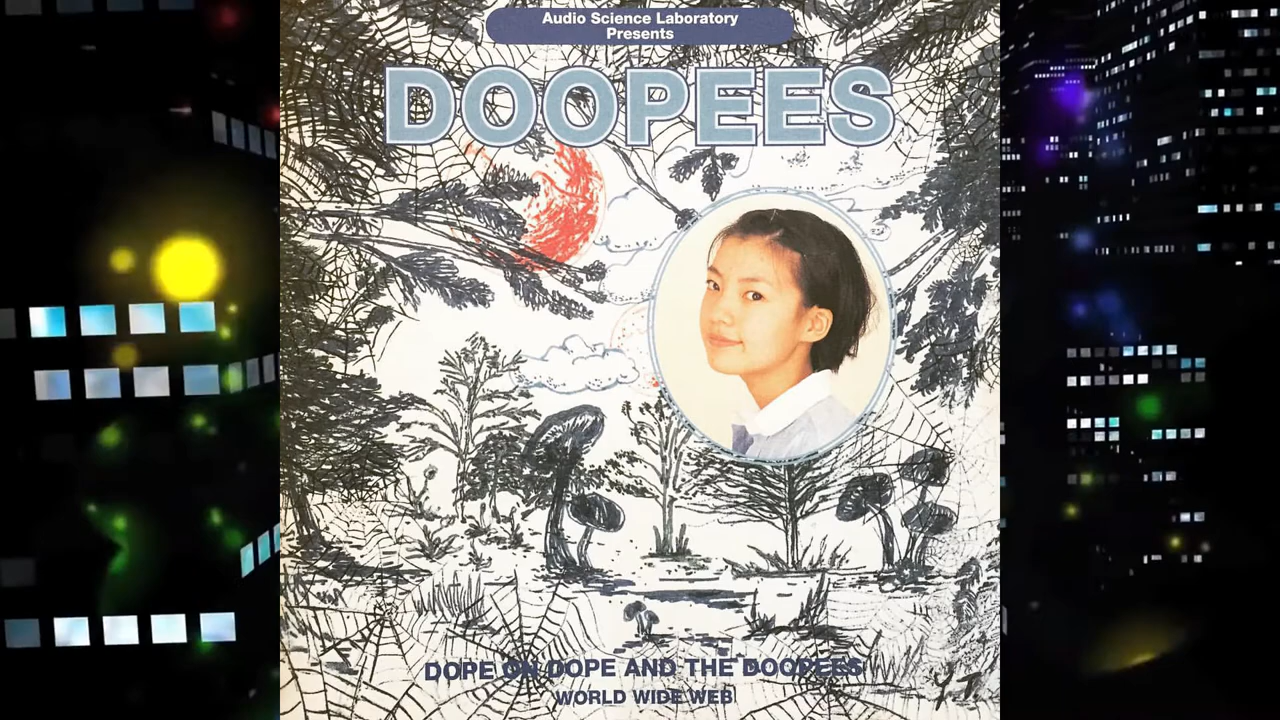 Audio Science Laboratory
Presents
DOOPEES
DOPE ON DOPE AND THE DOOPEES
WORLD WIDE WEB
Y.T.